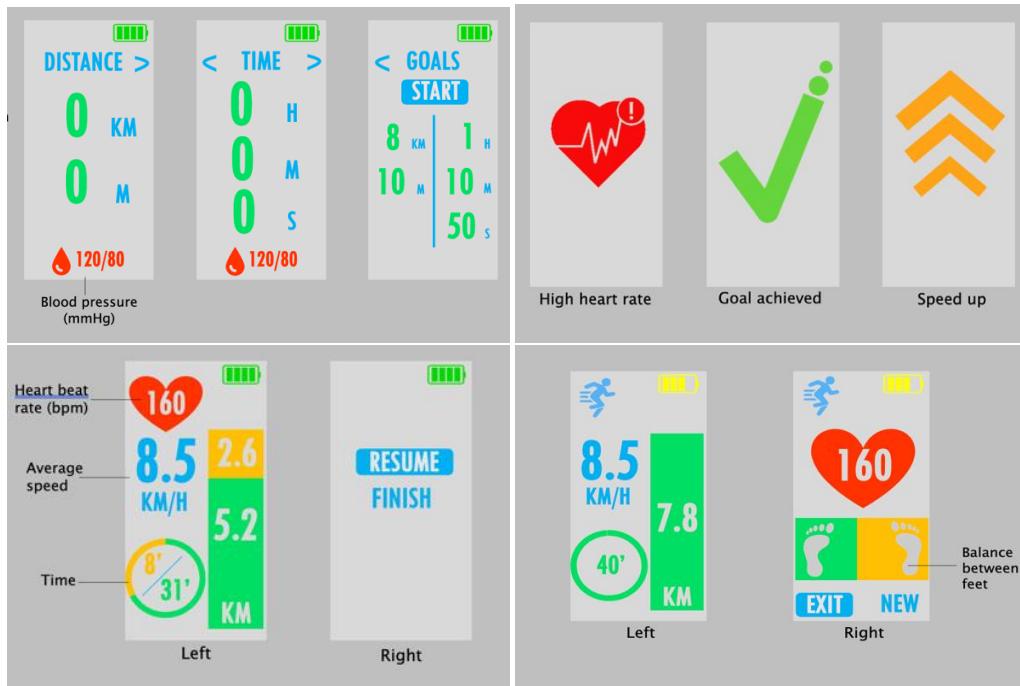 DISTANCE >
0 KM
0 M
120/80
Blood pressure
(mmHg)
< TIME >
0 H
0 M
0 S
120/80
< GOALS
START
8 KM 1 H
10 M 10 M
50 S
!
High heart rate
Goal achieved
Speed up
Heart beat
rate (bpm)
160
Average
speed
8.5
KM/H
2.6
5.2
KM
Time
8'
31'
Left
RESUME
FINISH
Right
8.5
KM/H
7.8
KM
40'
Left
160
Balance
between
feet
EXIT NEW
Right